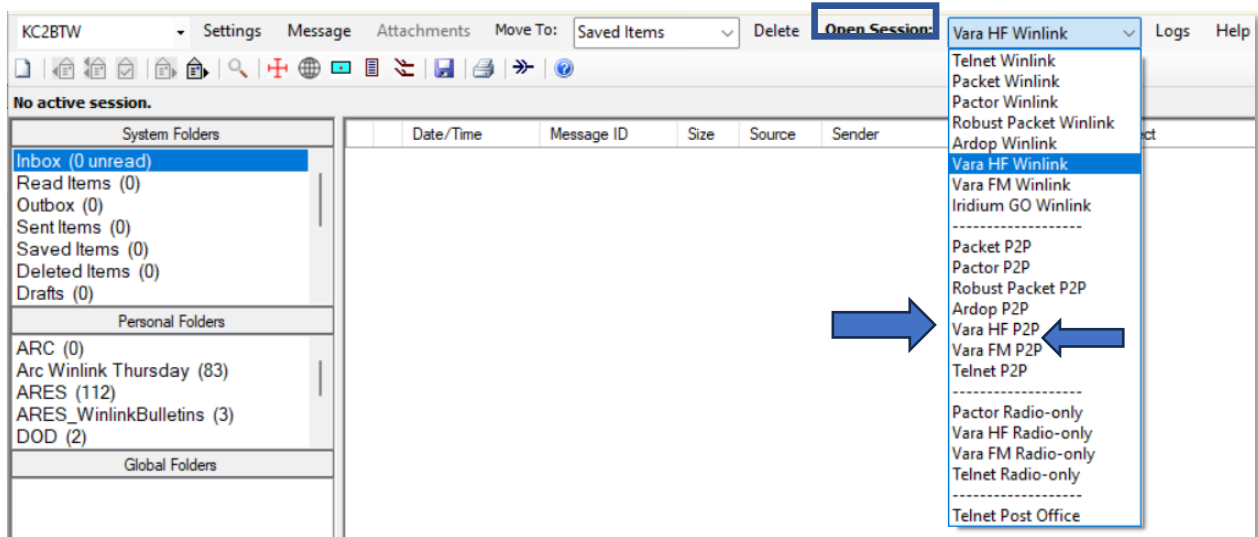 KC2BTW Settings Message Attachments Move To: Saved Items Delete Open Session: Vara HF Winlink Logs Help
No active session.
System Folders
Inbox (0 unread)
Read Items (0)
Outbox (0)
Sent Items (0)
Saved Items (0)
Deleted Items (0)
Drafts (0)
Personal Folders
ARC (0)
Arc Winlink Thursday (83)
ARES (112)
ARES_WinlinkBulletins (3)
DOD (2)
Global Folders
Date/Time Message ID Size Source Sender ect
Telnet Winlink
Packet Winlink
Pactor Winlink
Robust Packet Winlink
Ardop Winlink
Vara HF Winlink
Vara FM Winlink
Iridium GO Winlink
-------------------
Packet P2P
Pactor P2P
Robust Packet P2P
Ardop P2P
Vara HF P2P
Vara FM P2P
Telnet P2P
-------------------
Pactor Radio-only
Vara HF Radio-only
Vara FM Radio-only
Telnet Radio-only
-------------------
Telnet Post Office